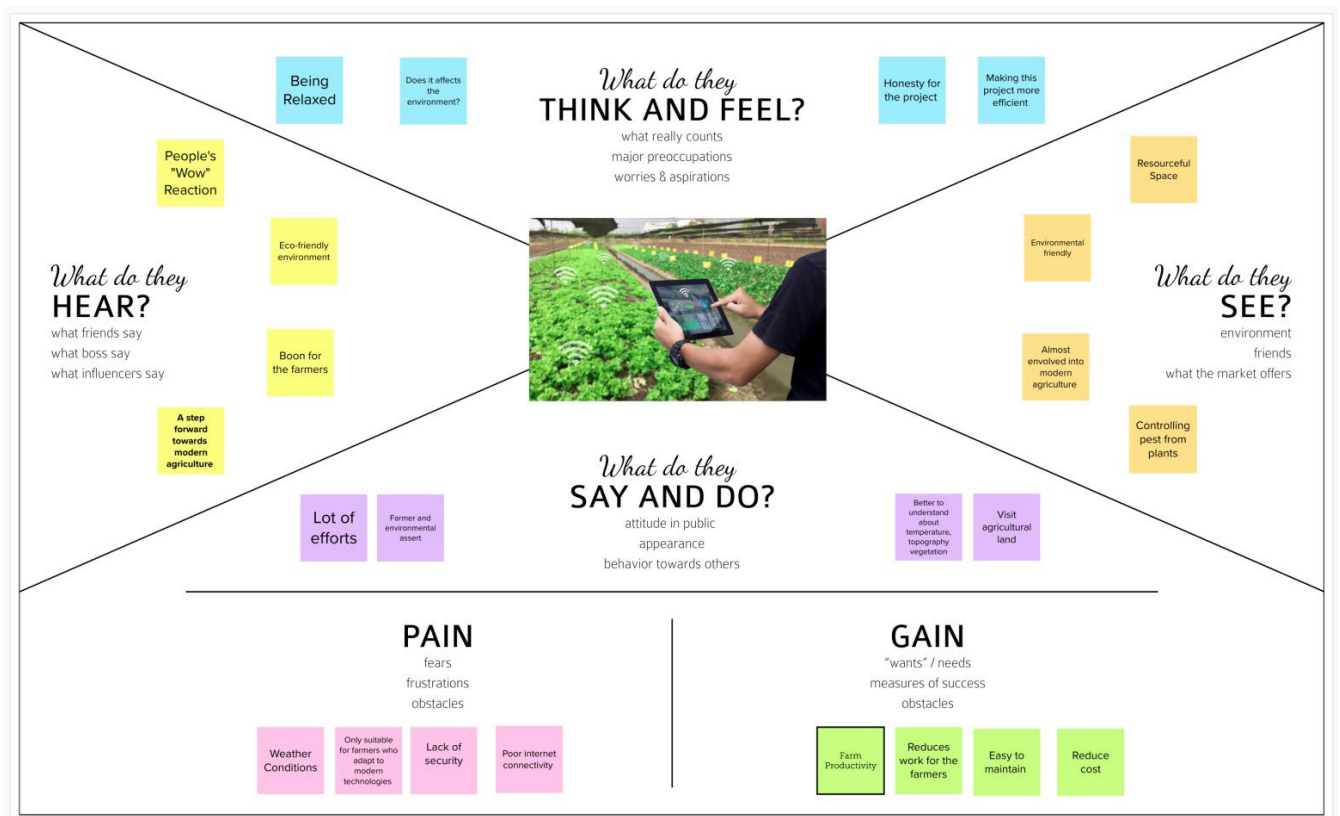 Being
Relaxed
Does it affects
the
environment?
What do they
THINK AND FEEL?
what really counts
major preoccupations
worries & aspirations
Honesty for
the project
Making this
project more
efficient
People's
"Wow"
Reaction
Eco-friendly
environment
What do they
HEAR?
what friends say
what boss say
what influencers say
Boon for
the farmers
A step
forward
towards
modern
agriculture
Resourceful
Space
Environmental
friendly
What do they
SEE?
environment
friends
what the market offers
Almost
envolved into
modern
agriculture
Controlling
pest from
plants
What do they
SAY AND DO?
attitude in public
appearance
behavior towards others
Lot of
efforts
Farmer and
environmental
assert
Better to
understand
about
temperature,
topography
vegetation
Visit
agricultural
land
PAIN
fears
frustrations
obstacles
Weather
Conditions
Only suitable
for farmers who
adapt to
modern
technologies
Lack of
security
Poor internet
connectivity
GAIN
"wants" / needs
measures of success
obstacles
Farm
Productivity
Reduces
work for the
farmers
Easy to
maintain
Reduce
cost